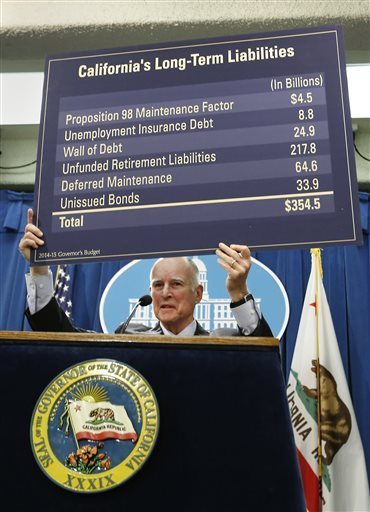 California's Long-Term Liabilities
(In Billions)
Proposition 98 Maintenance Factor $4.5
Unemployment Insurance Debt 8.8
Wall of Debt 24.9
Unfunded Retirement Liabilities 217.8
Deferred Maintenance 64.6
Unissued Bonds 33.9
Total $354.5
2014-15 Governor's Budget
SEAL OF THE GOVERNOR OF THE STATE OF CALIFORNIA
CALIFORNIA REPUBLIC
XXXIX
CALIFORNIA